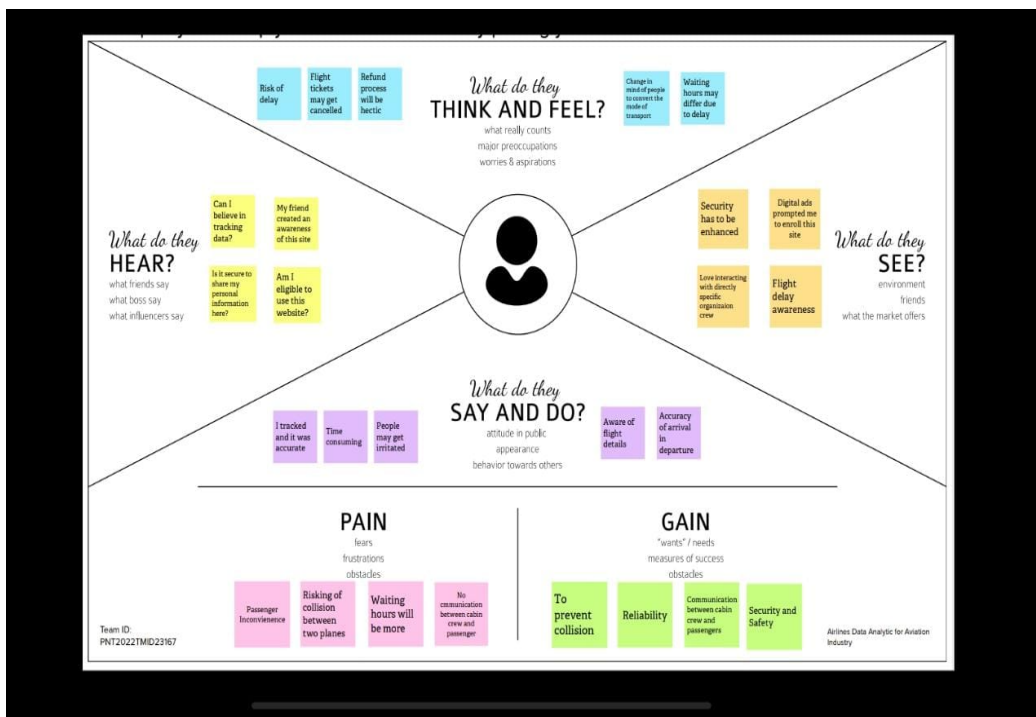 Risk of
delay
Flight
tickets
may get
cancelled
Refund
process
will be
hectic
What do they
THINK AND FEEL?
what really counts
major preoccupations
worries & aspirations
Change in
mind of people
to convert the
mode of
transport
Waiting
hours may
differ due
to delay
What do they
HEAR?
what friends say
what boss say
what influencers say
Can I
believe in
tracking
data?
My friend
created an
awareness
of this site
Is it secure to
share my
personal
information
here?
Am I
eligible to
use this
website?
Security
has to be
enhanced
Digital ads
prompted me
to enroll this
site
Love interacting
with directly
specific
organizaion
crew
Flight
delay
awareness
What do they
SEE?
environment
friends
what the market offers
What do they
SAY AND DO?
attitude in public
appearance
behavior towards others
I tracked
and it was
accurate
Time
consuming
People
may get
irritated
Aware of
flight
details
Accuracy
of arrival
in
departure
PAIN
fears
frustrations
obstacles
Passenger
Inconvienence
Risking of
collision
between
two planes
Waiting
hours will
be more
No
cmmunication
between cabin
crew and
passenger
GAIN
"wants" / needs
measures of success
obstacles
To
prevent
collision
Reliability
Communication
between cabin
crew and
passengers
Security and
Safety
Team ID:
PNT2022TMID23167
Airlines Data Analytic for Aviation
Industry